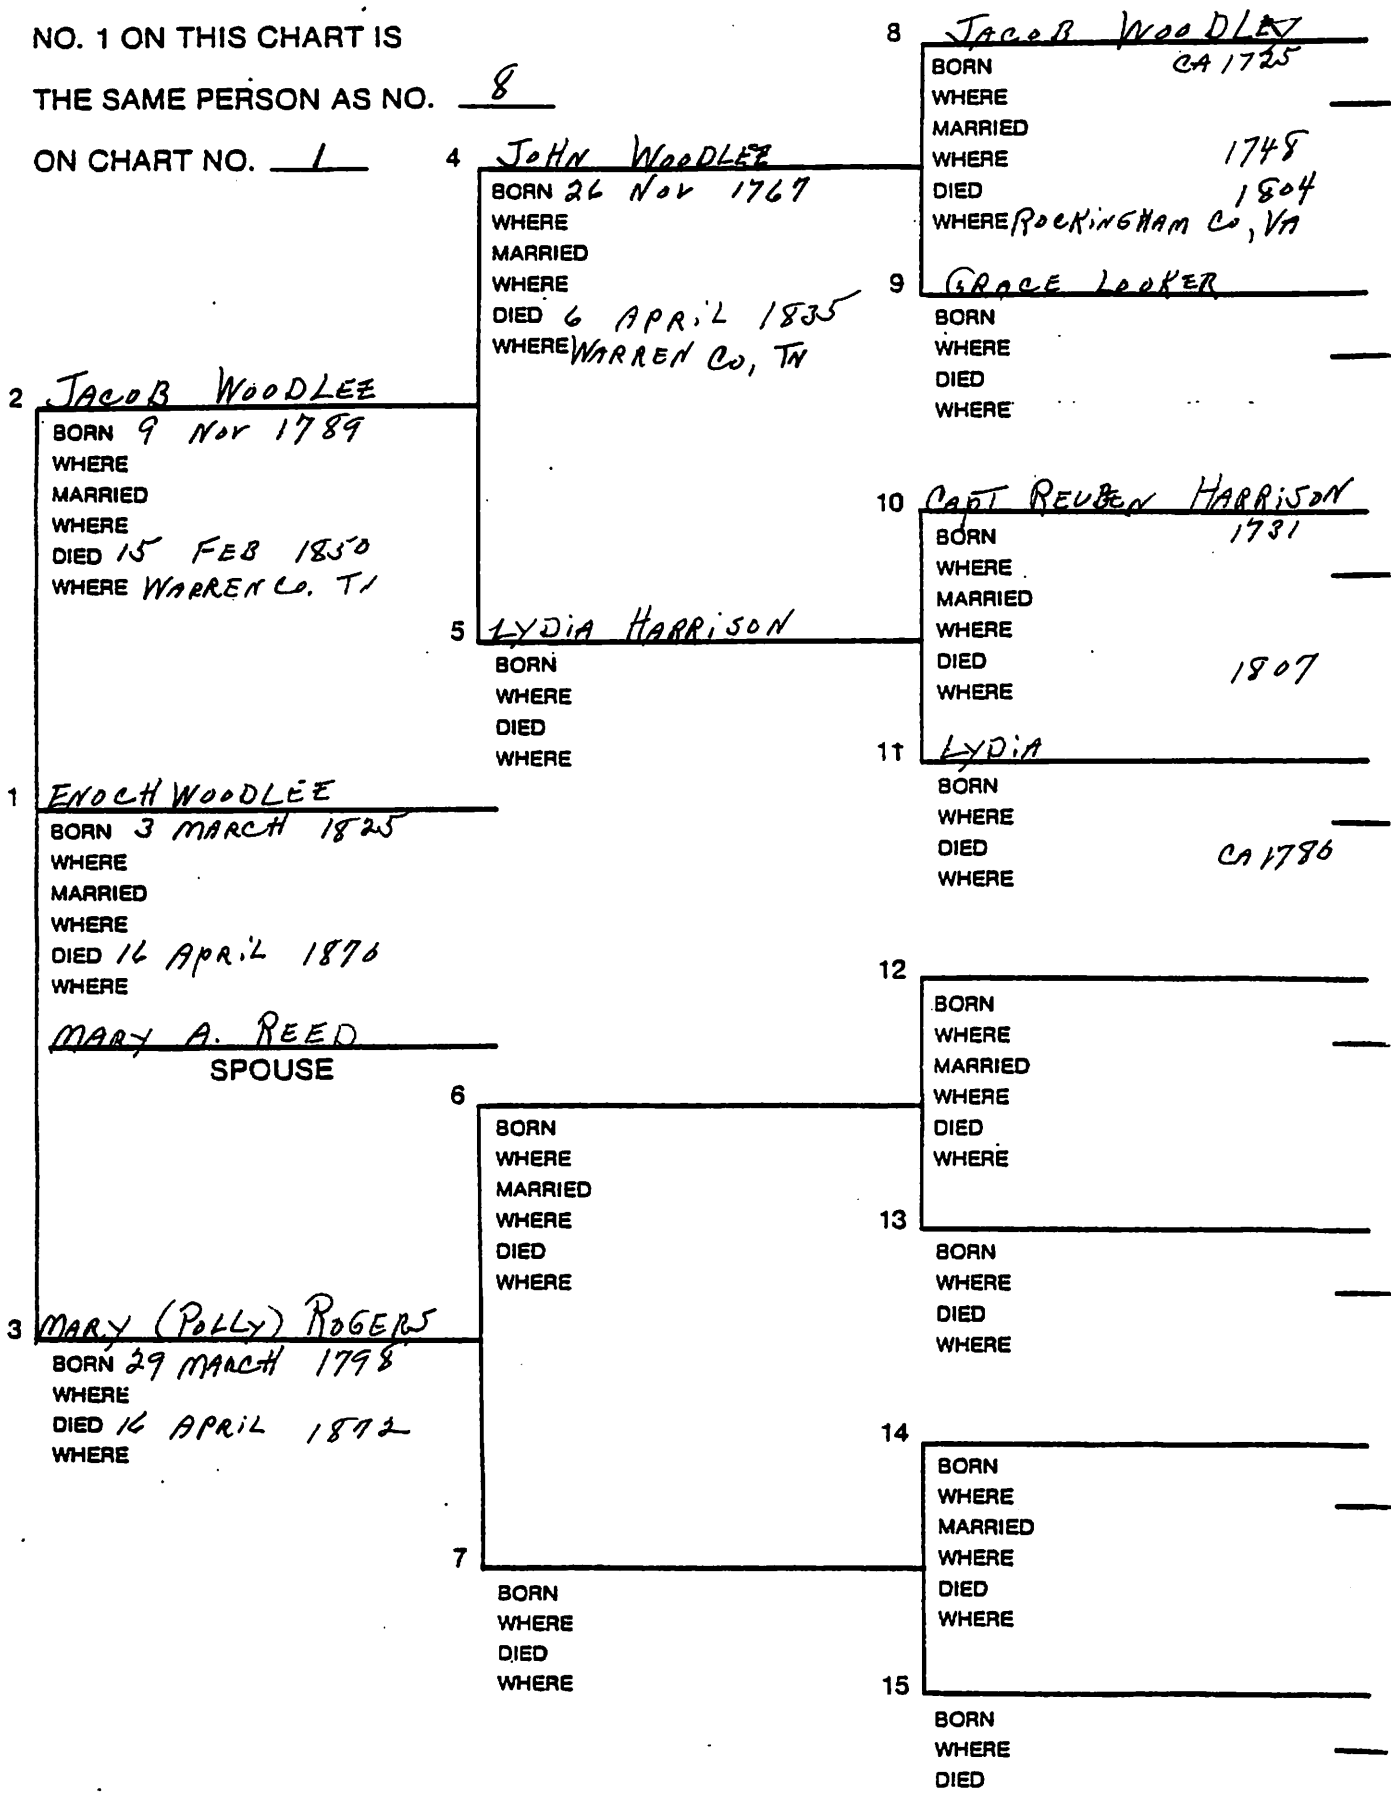 NO. 1 ON THIS CHART IS
THE SAME PERSON AS NO. 8
ON CHART NO. 1
8 JACOB WOODLEY
BORN CA 1725
WHERE
MARRIED
WHERE 1748
DIED 1804
WHERE ROCKINGHAM CO, VA
4 JOHN WOODLEE
BORN 26 NOV 1767
WHERE
MARRIED
WHERE
DIED 6 APRIL 1835
WHERE WARREN CO, TN
9 GRACE LOOKER
BORN
WHERE
DIED
WHERE
2 JACOB WOODLEE
BORN 9 NOV 1789
WHERE
MARRIED
WHERE
DIED 15 FEB 1850
WHERE WARREN CO. TN
10 CAPT REUBEN HARRISON
BORN 1731
WHERE
MARRIED
WHERE
DIED 1807
WHERE
5 LYDIA HARRISON
BORN
WHERE
DIED
WHERE
11 LYDIA
BORN
WHERE
DIED CA 1786
WHERE
1 ENOCH WOODLEE
BORN 3 MARCH 1825
WHERE
MARRIED
WHERE
DIED 16 APRIL 1876
WHERE
MARY A. REED
SPOUSE
12
BORN
WHERE
MARRIED
WHERE
DIED
WHERE
6
BORN
WHERE
MARRIED
WHERE
DIED
WHERE
13
BORN
WHERE
DIED
WHERE
3 MARY (POLLY) ROGERS
BORN 29 MARCH 1798
WHERE
DIED 16 APRIL 1872
WHERE
14
BORN
WHERE
MARRIED
WHERE
DIED
WHERE
7
BORN
WHERE
DIED
WHERE
15
BORN
WHERE
DIED